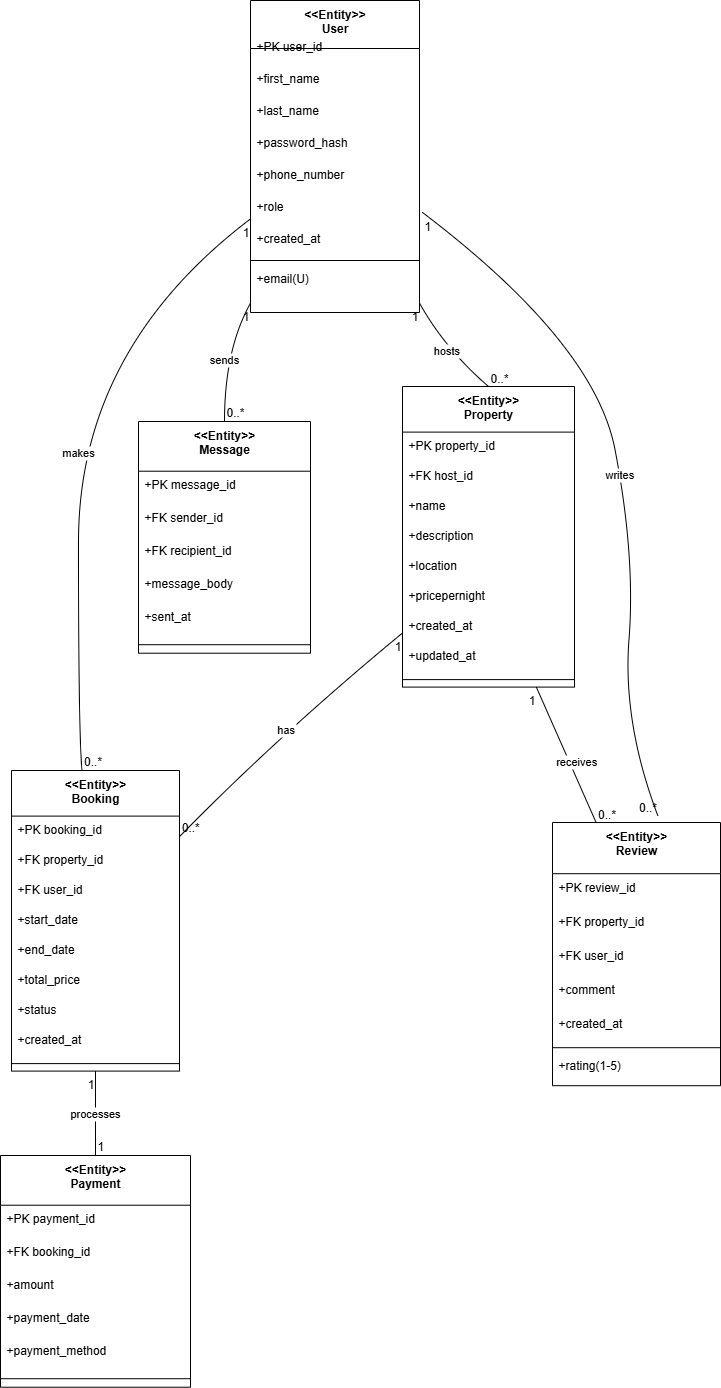 <<Entity>>
User
+PK user_id
+first_name
+last_name
+password_hash
+phone_number
+role
+created_at
+email(U)
1
1
1
1
makes
sends
hosts
writes
0..*
0..*
<<Entity>>
Message
+PK message_id
+FK sender_id
+FK recipient_id
+message_body
+sent_at
<<Entity>>
Property
+PK property_id
+FK host_id
+name
+description
+location
+pricepernight
+created_at
+updated_at
1
1
has
receives
0..*
0..*
0..*
0..*
<<Entity>>
Booking
+PK booking_id
+FK property_id
+FK user_id
+start_date
+end_date
+total_price
+status
+created_at
<<Entity>>
Review
+PK review_id
+FK property_id
+FK user_id
+comment
+created_at
+rating(1-5)
1
processes
1
<<Entity>>
Payment
+PK payment_id
+FK booking_id
+amount
+payment_date
+payment_method